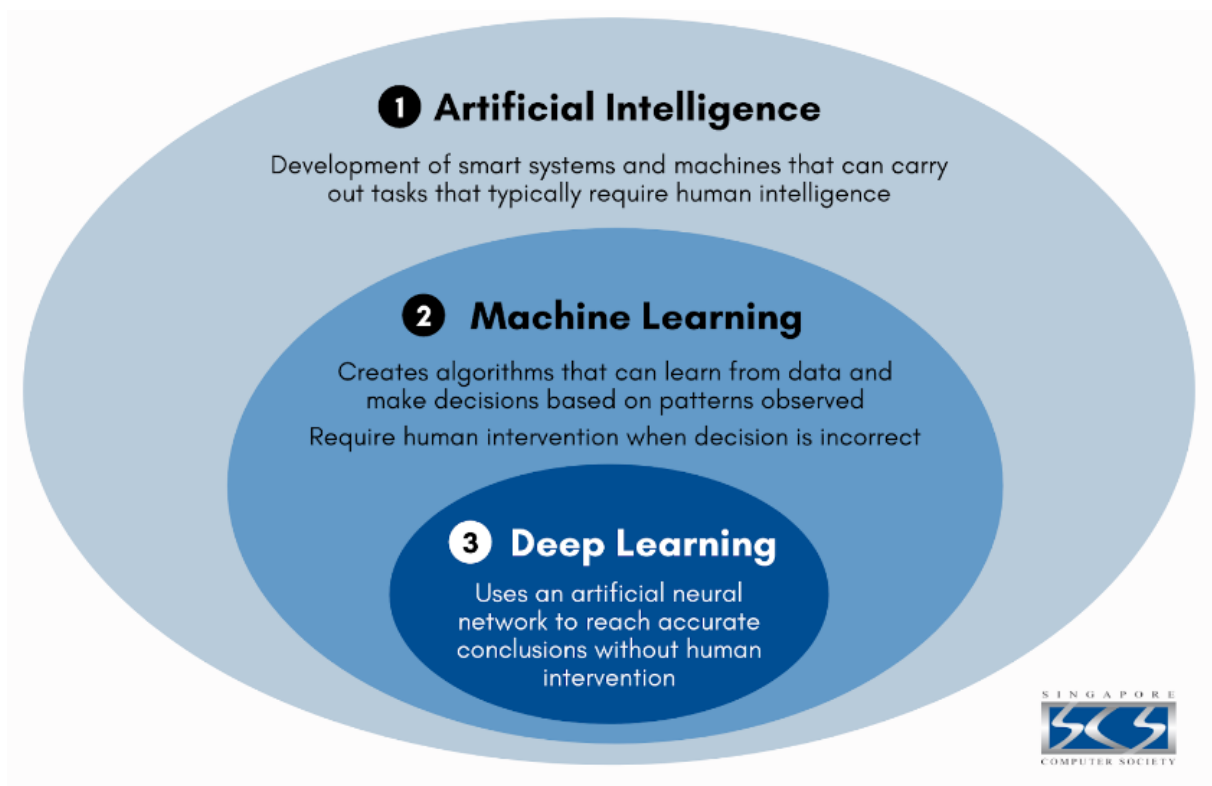 1 Artificial Intelligence
Development of smart systems and machines that can carry
out tasks that typically require human intelligence
2 Machine Learning
Creates algorithms that can learn from data and
make decisions based on patterns observed
Require human intervention when decision is incorrect
3 Deep Learning
Uses an artificial neural
network to reach accurate
conclusions without human
intervention
SINGAPORE
SCS
COMPUTER SOCIETY